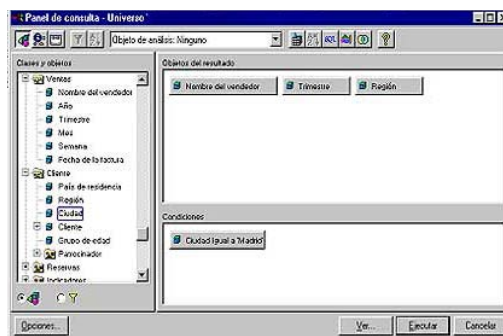 Panel de consulta - Universo
Objeto de análisis: Ninguno
SQL
Clases y objetos
Ventas
Nombre del vendedor
Año
Trimestre
Mes
Semana
Fecha de la factura
Cliente
País de residencia
Región
Ciudad
Cliente
Grupo de edad
Patrocinador
Reservas
Indicadores
Objetos del resultado
Nombre del vendedor
Trimestre
Región
Condiciones
Ciudad Igual a 'Madrid'
Opciones...
Ver...
Ejecutar
Cancelar